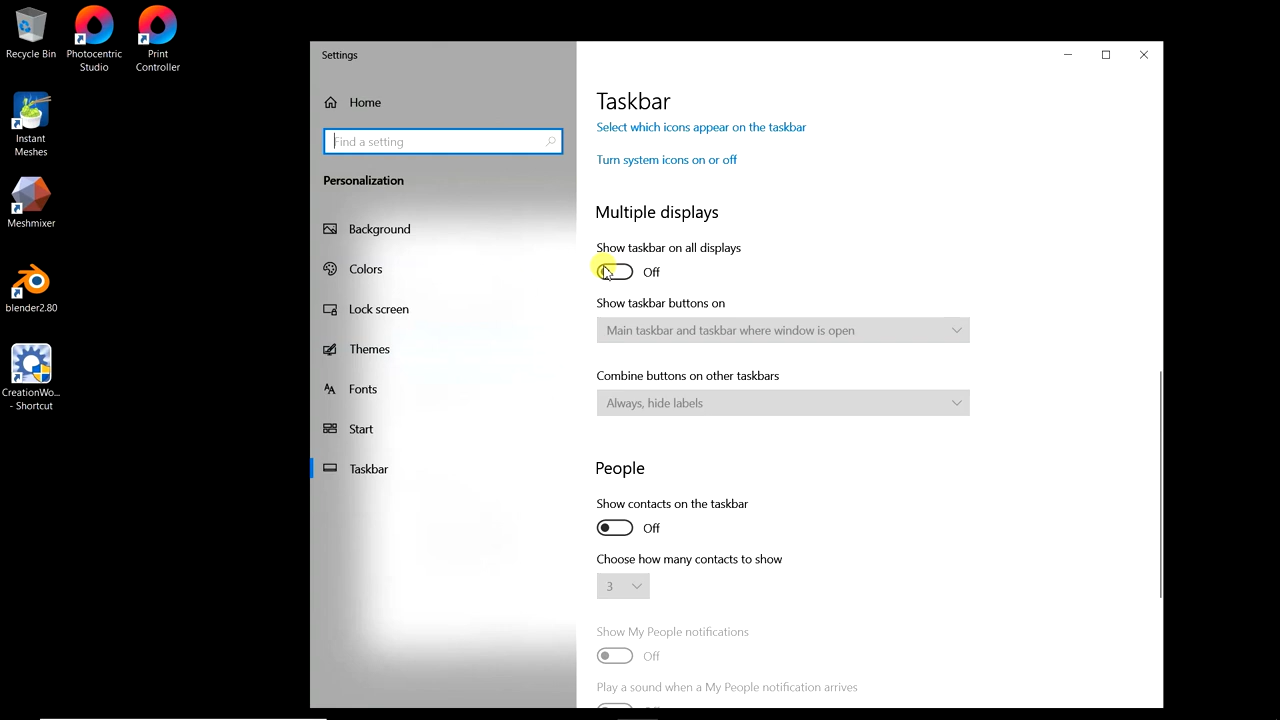 Recycle Bin
Photocentric
Studio
Print
Controller
Instant
Meshes
Meshmixer
blender2.80
CreationWo...
- Shortcut
Settings
Home
Find a setting
Personalization
Background
Colors
Lock screen
Themes
Fonts
Start
Taskbar
Taskbar
Select which icons appear on the taskbar
Turn system icons on or off
Multiple displays
Show taskbar on all displays
Off
Show taskbar buttons on
Main taskbar and taskbar where window is open
Combine buttons on other taskbars
Always, hide labels
People
Show contacts on the taskbar
Off
Choose how many contacts to show
3
Show My People notifications
Off
Play a sound when a My People notification arrives